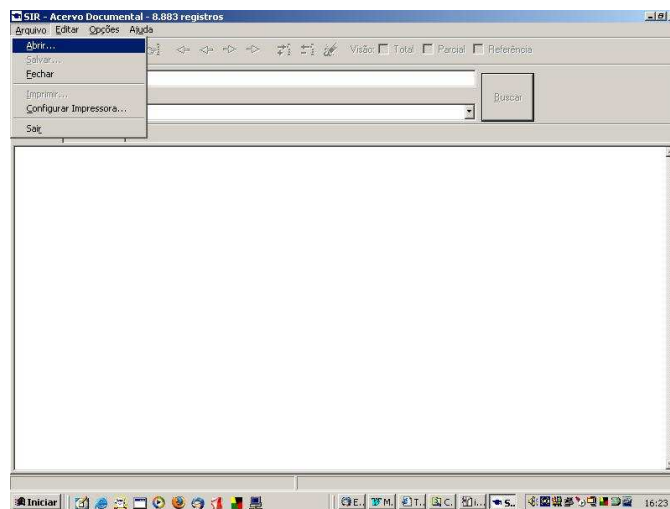 SIR - Acervo Documental - 8.883 registros
Arquivo Editar Opções Ajuda
Abrir...
Visão: Total Parcial Referência
Salvar...
Fechar
Imprimir...
Buscar
Configurar Impressora...
Sair
Iniciar E.. M. T.. C. i... S.. 16:23